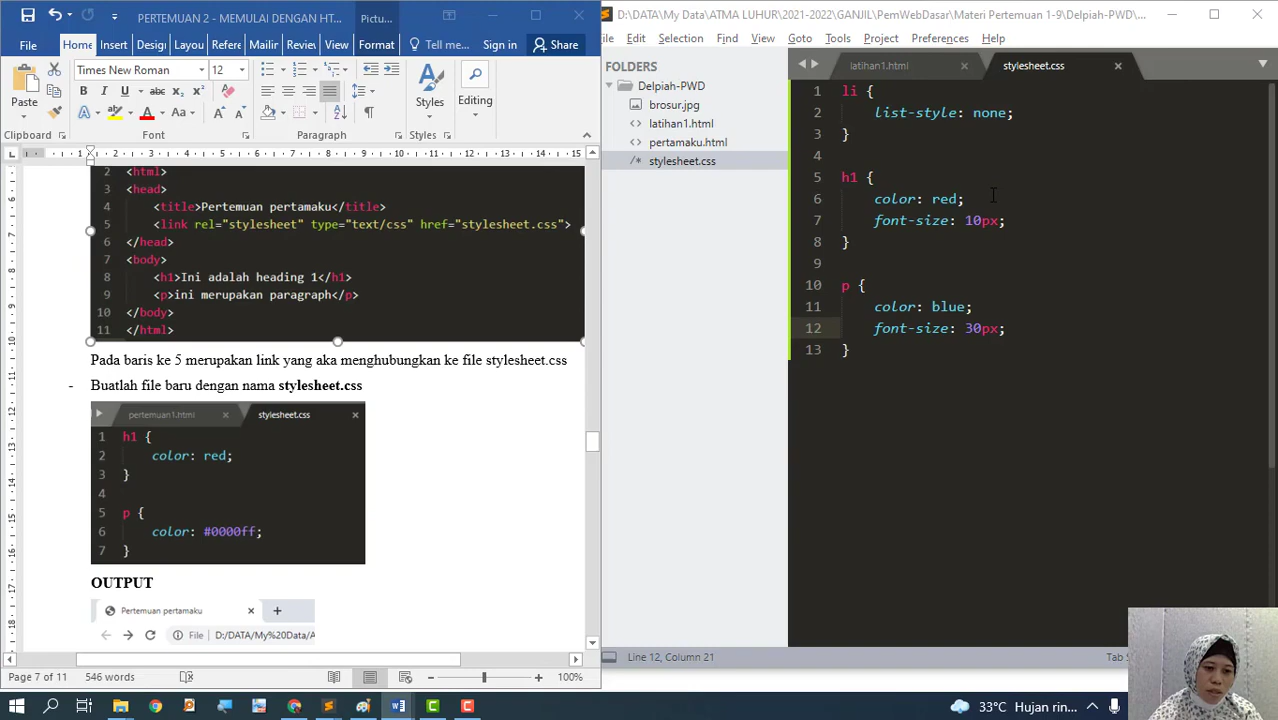 PERTEMUAN 2 - MEMULAI DENGAN HT...
Pictu...
File Home Insert Desig Layou Refere Mailir Reviev View Format Tell me... Sign in Share
Times New Roman 12
Paste
Styles
Editing
Clipboard Font Paragraph Styles
2 <html>
3 <head>
4 <title>Pertemuan pertamaku</title>
5 <link rel="stylesheet" type="text/css" href="stylesheet.css">
6 </head>
7 <body>
8 <h1>Ini adalah heading 1</h1>
9 <p>ini merupakan paragraph</p>
10 </body>
11 </html>
Pada baris ke 5 merupakan link yang aka menghubungkan ke file stylesheet.css
- Buatlah file baru dengan nama stylesheet.css
pertemuan1.html stylesheet.css
1 h1 {
2 color: red;
3 }
4
5 p {
6 color: #0000ff;
7 }
OUTPUT
Pertemuan pertamaku
File D:/DATA/My%20Data/A
Page 7 of 11 546 words 100%
D:\DATA\My Data\ATMA LUHUR\2021-2022\GANJIL\PemWebDasar\Materi Pertemuan 1-9\Delpiah-PWD\...
File Edit Selection Find View Goto Tools Project Preferences Help
FOLDERS
Delpiah-PWD
brosur.jpg
latihan1.html
pertamaku.html
stylesheet.css
latihan1.html stylesheet.css
1 li {
2 list-style: none;
3 }
4
5 h1 {
6 color: red;
7 font-size: 10px;
8 }
9
10 p {
11 color: blue;
12 font-size: 30px;
13 }
Line 12, Column 21
33°C Hujan rin...